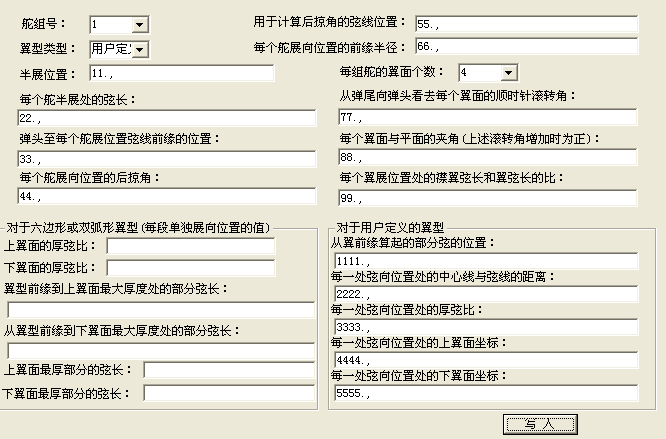 舵组号： 1
用于计算后掠角的弦线位置： 55.,
翼型类型： 用户定
每个舵展向位置的前缘半径： 66.,
半展位置： 11.,
每组舵的翼面个数： 4
每个舵半展处的弦长：
22.,
弹头至每个舵展位置弦线前缘的位置：
33.,
每个舵展向位置的后掠角：
44.,
从弹尾向弹头看去每个翼面的顺时针滚转角：
77.,
每个翼面与平面的夹角(上述滚转角增加时为正)：
88.,
每个翼展位置处的襟翼弦长和翼弦长的比：
99.,
对于六边形或双弧形翼型(每段单独展向位置的值)
上翼面的厚弦比：
下翼面的厚弦比：
翼型前缘到上翼面最大厚度处的部分弦长：
从翼型前缘到下翼面最大厚度处的部分弦长：
上翼面最厚部分的弦长：
下翼面最厚部分的弦长：
对于用户定义的翼型
从翼前缘算起的部分弦的位置：
1111.,
每一处弦向位置处的中心线与弦线的距离：
2222.,
每一处弦向位置处的厚弦比：
3333.,
每一处弦向位置处的上翼面坐标：
4444.,
每一处弦向位置处的下翼面坐标：
5555.,
写 入